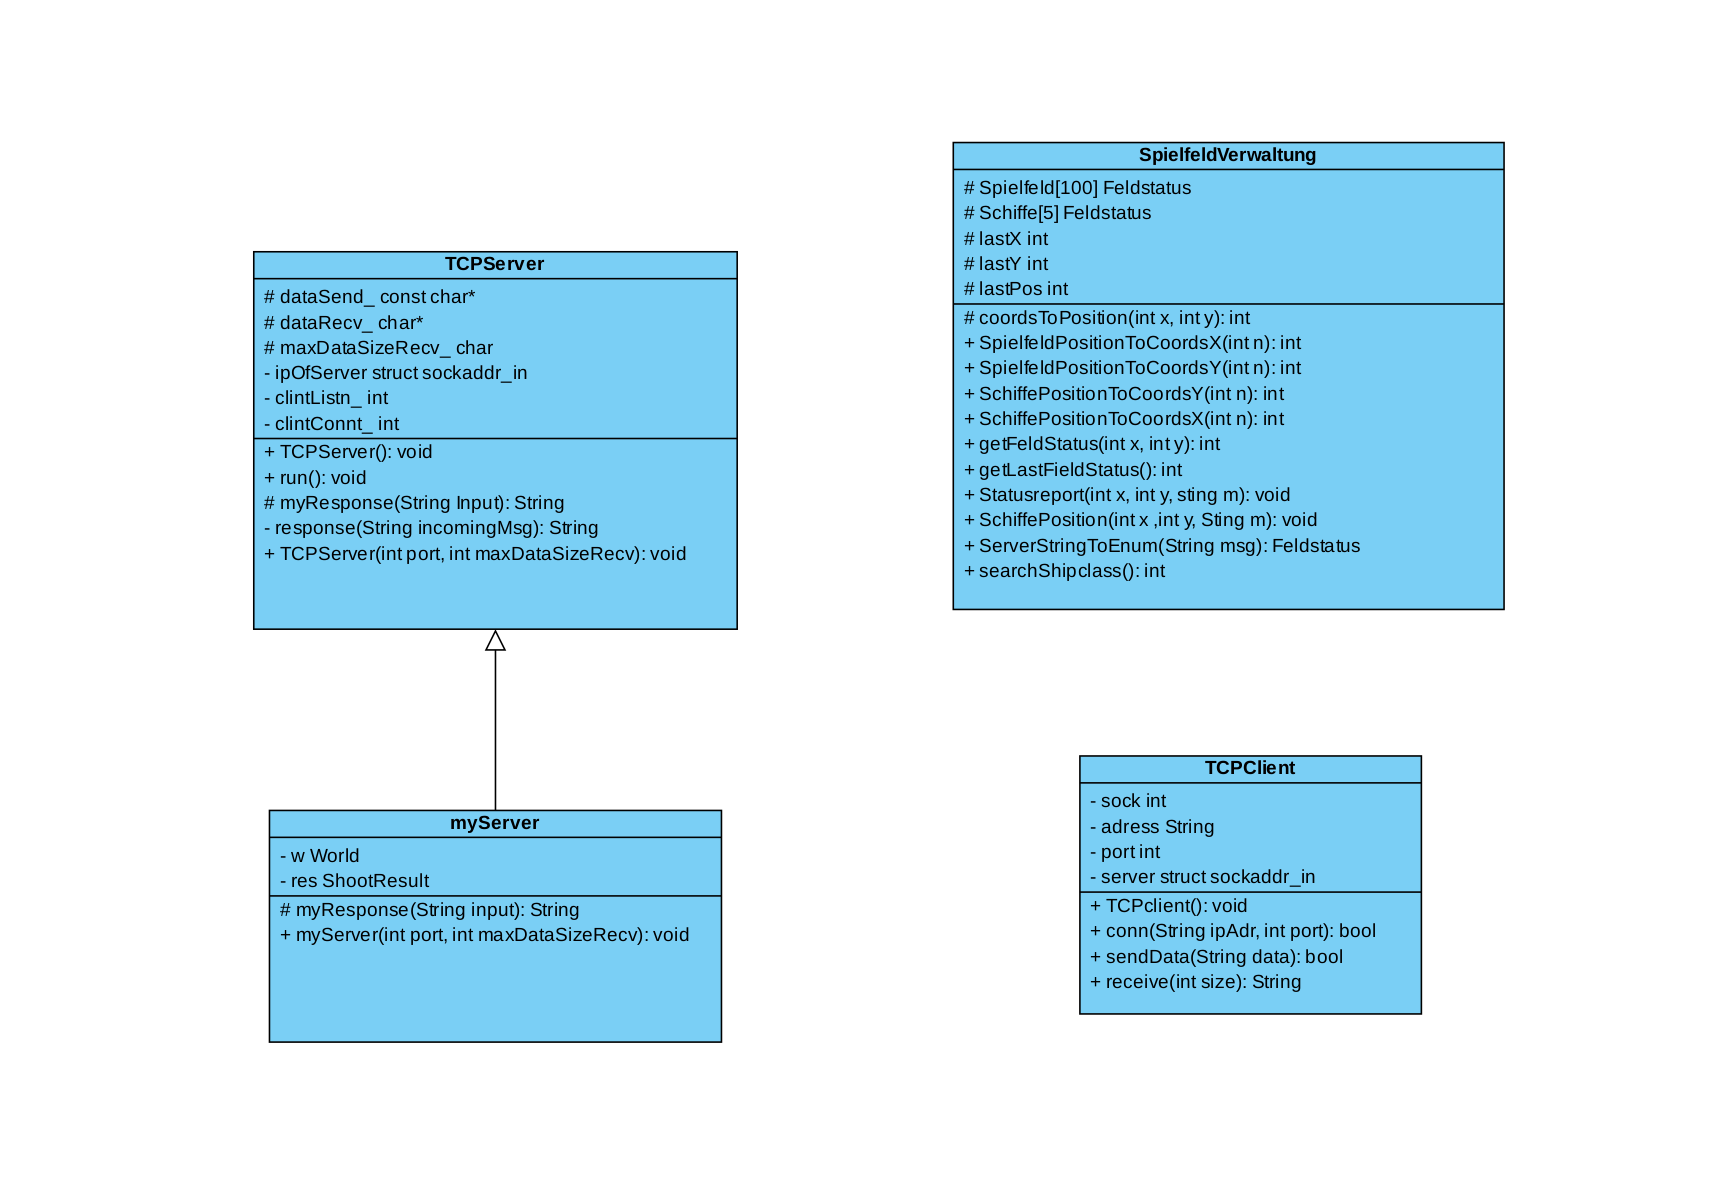 TCPServer
# dataSend_ const char*
# dataRecv_ char*
# maxDataSizeRecv_ char
- ipOfServer struct sockaddr_in
- clintListn_ int
- clintConnt_ int
+ TCPServer(): void
+ run(): void
# myResponse(String Input): String
- response(String incomingMsg): String
+ TCPServer(int port, int maxDataSizeRecv): void
myServer
- w World
- res ShootResult
# myResponse(String input): String
+ myServer(int port, int maxDataSizeRecv): void
SpielfeldVerwaltung
# Spielfeld[100] Feldstatus
# Schiffe[5] Feldstatus
# lastX int
# lastY int
# lastPos int
# coordsToPosition(int x, int y): int
+ SpielfeldPositionToCoordsX(int n): int
+ SpielfeldPositionToCoordsY(int n): int
+ SchiffePositionToCoordsY(int n): int
+ SchiffePositionToCoordsX(int n): int
+ getFeldStatus(int x, int y): int
+ getLastFieldStatus(): int
+ Statusreport(int x, int y, sting m): void
+ SchiffePosition(int x ,int y, Sting m): void
+ ServerStringToEnum(String msg): Feldstatus
+ searchShipclass(): int
TCPClient
- sock int
- adress String
- port int
- server struct sockaddr_in
+ TCPclient(): void
+ conn(String ipAdr, int port): bool
+ sendData(String data): bool
+ receive(int size): String